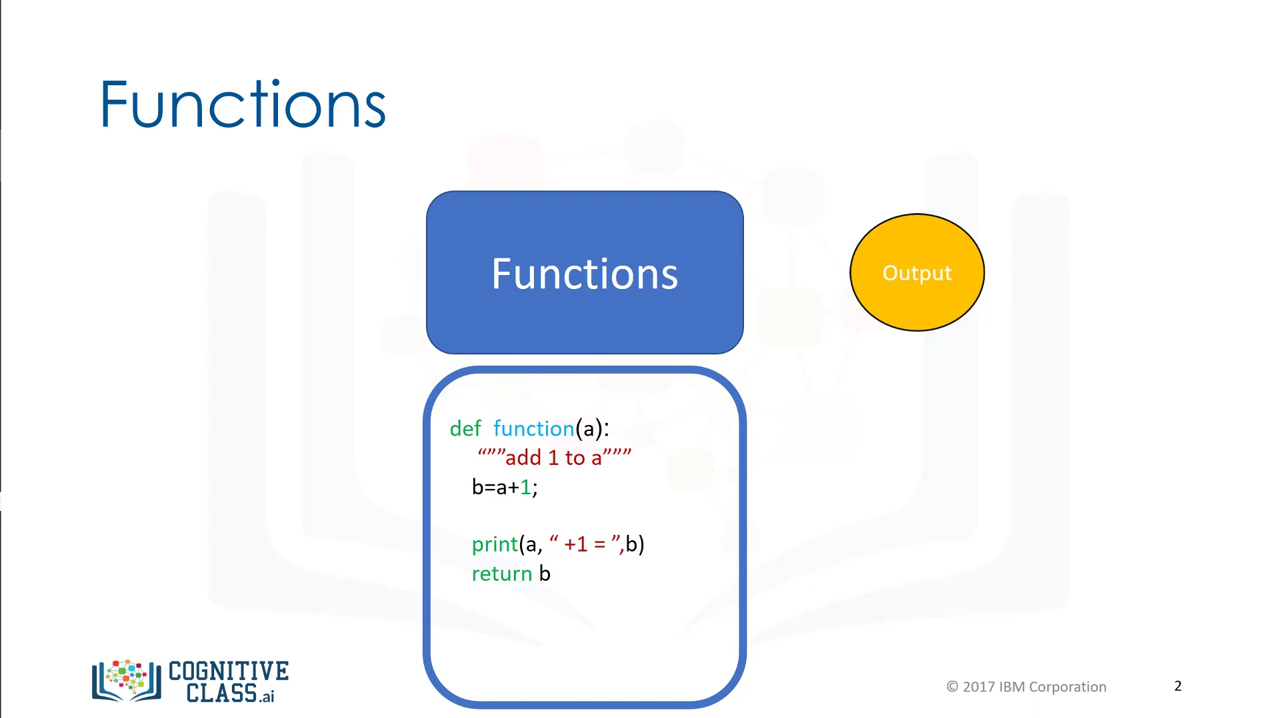 Functions
Functions
Output
def function(a):
“””add 1 to a”””
b=a+1;
print(a, “ +1 = ”,b)
return b
COGNITIVE
CLASS.ai
© 2017 IBM Corporation
2